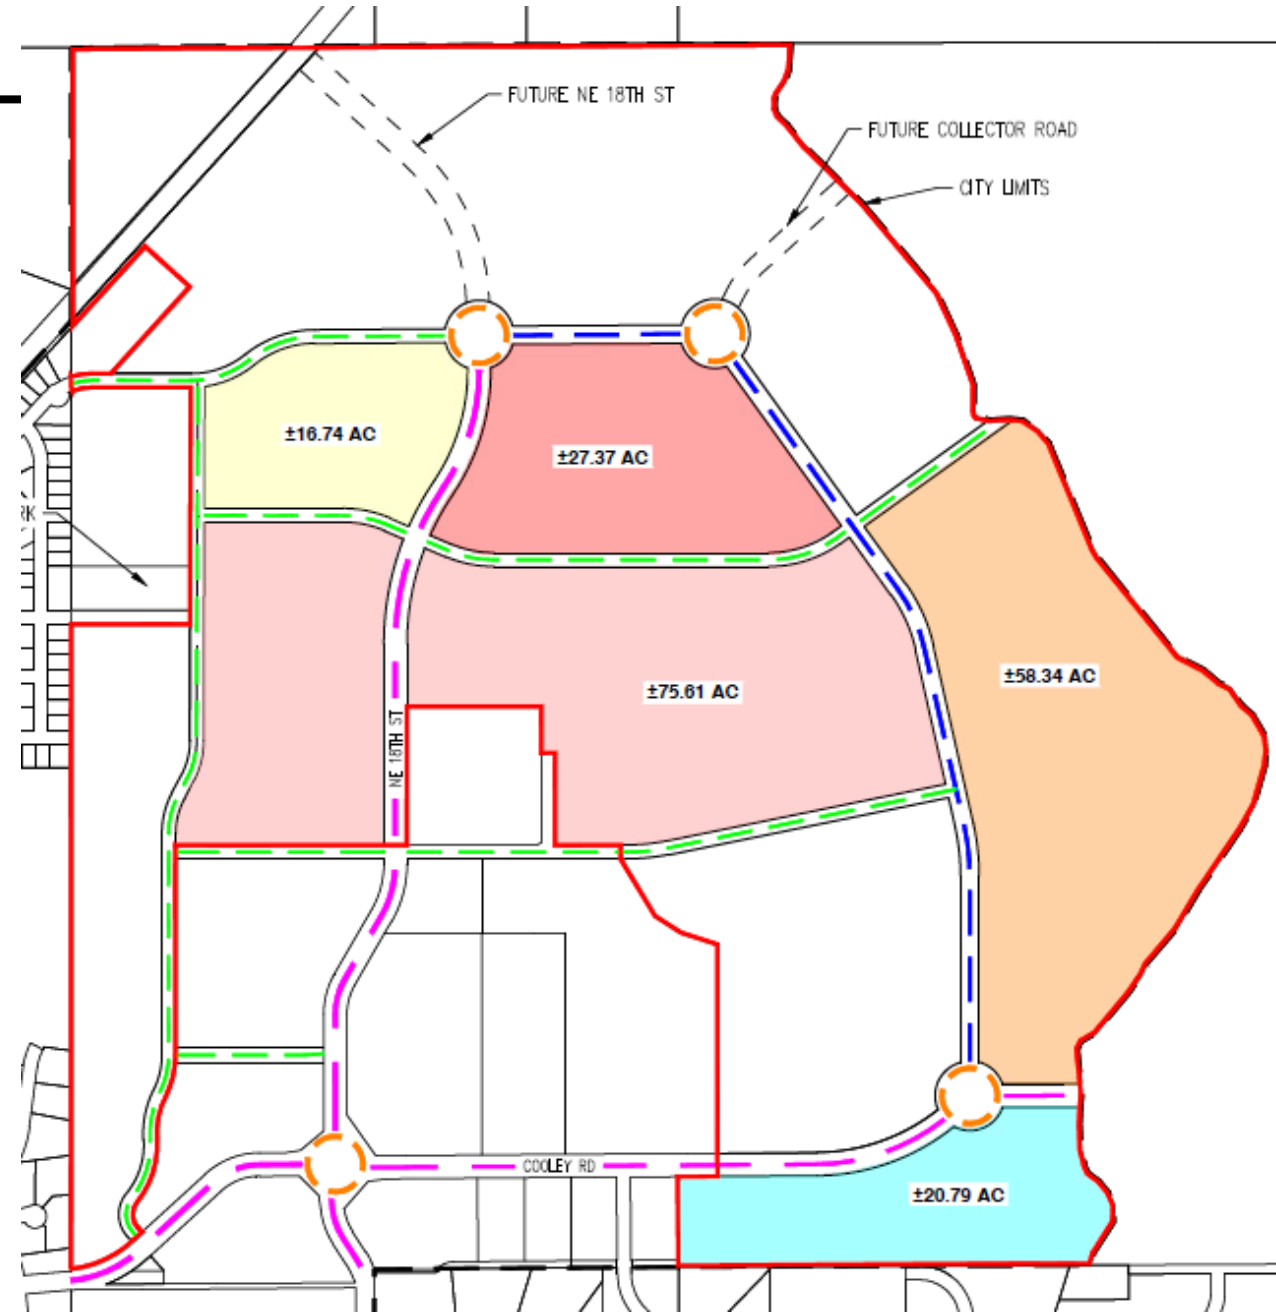 FUTURE NE 18TH ST
FUTURE COLLECTOR ROAD
CITY LIMITS
±16.74 AC
±27.37 AC
RK
±58.34 AC
±75.61 AC
NE 18TH ST
COOLEY RD
±20.79 AC